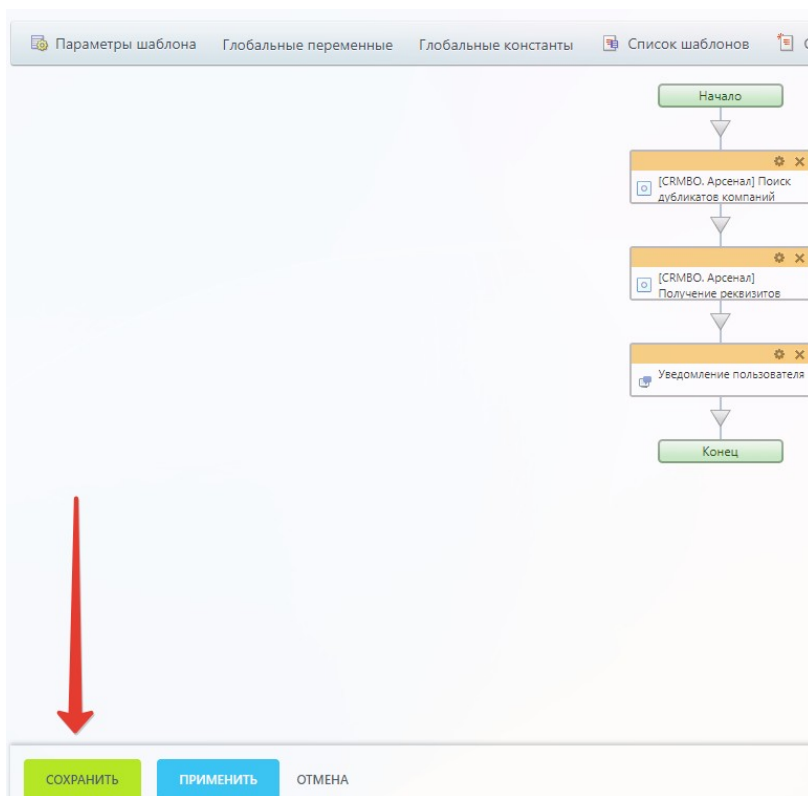 Параметры шаблона Глобальные переменные Глобальные константы Список шаблонов
Начало
[CRMBO. Арсенал] Поиск
дубликатов компаний
[CRMBO. Арсенал]
Получение реквизитов
Уведомление пользователя
Конец
СОХРАНИТЬ ПРИМЕНИТЬ ОТМЕНА